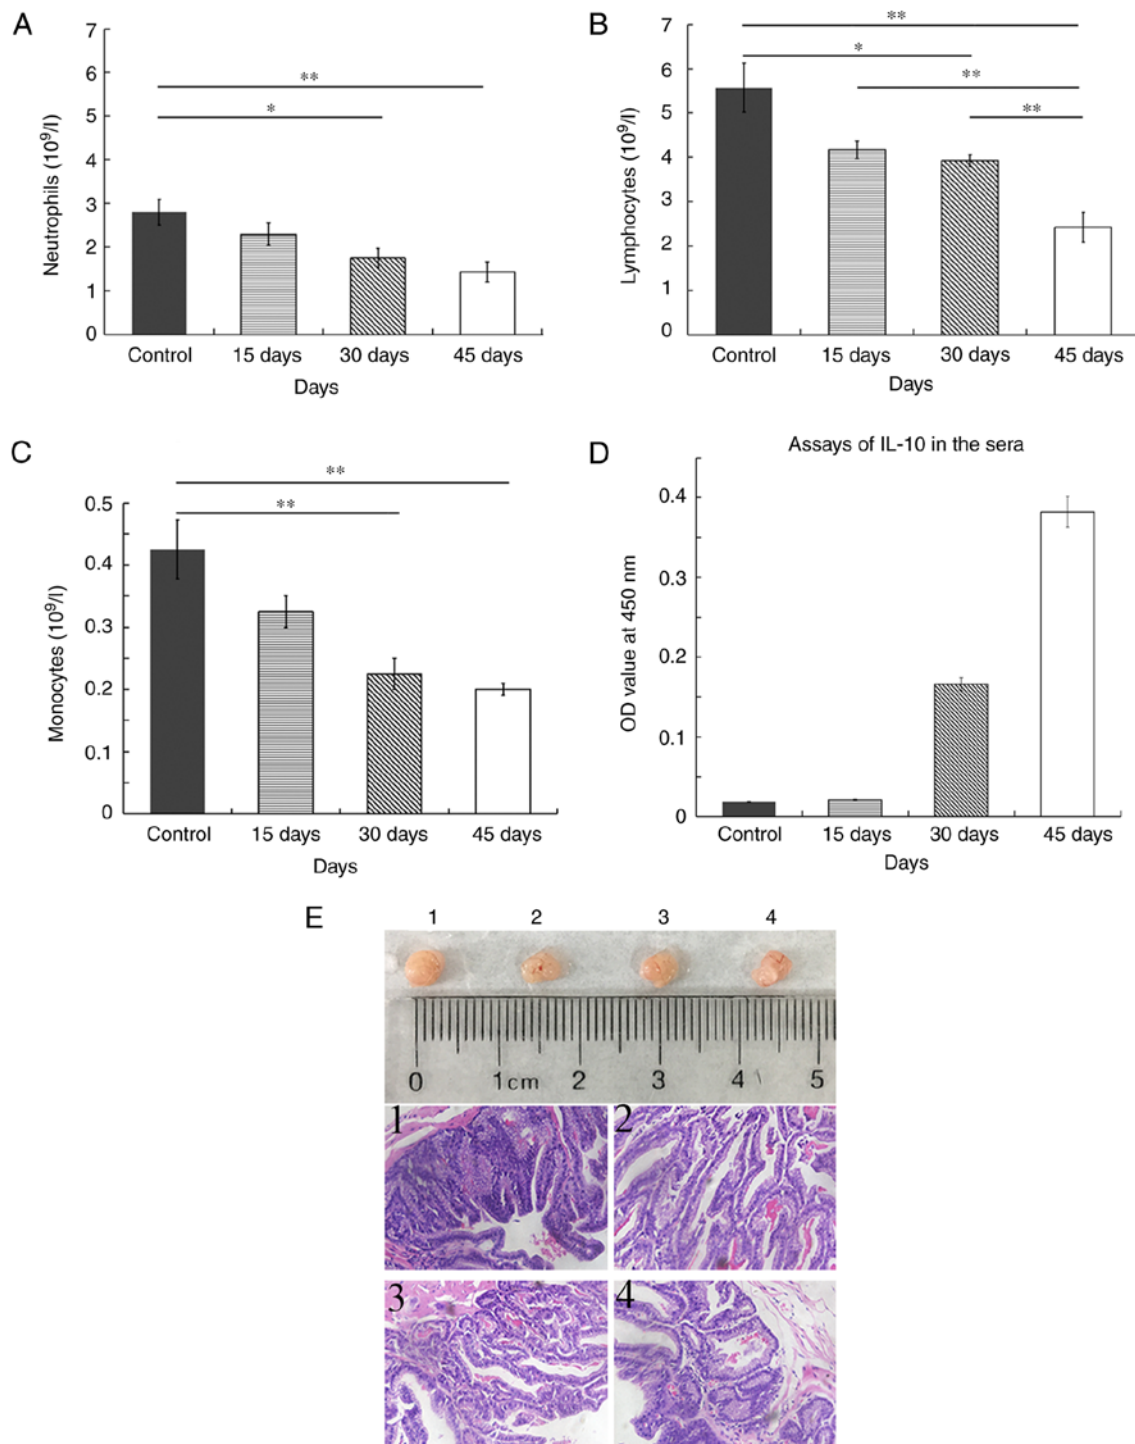 A
7
6
5
4
3
2
1
0
Neutrophils (10⁹/l)
**
*
Control 15 days 30 days 45 days
Days
B
7
6
5
4
3
2
1
0
Lymphocytes (10⁹/l)
**
*
**
**
Control 15 days 30 days 45 days
Days
C
0.5
0.4
0.3
0.2
0.1
0
Monocytes (10⁹/l)
**
**
Control 15 days 30 days 45 days
Days
D
Assays of IL-10 in the sera
0.4
0.3
0.2
0.1
0
OD value at 450 nm
Control 15 days 30 days 45 days
Days
E
1 2 3 4
0 1cm 2 3 4 5
1 2
3 4